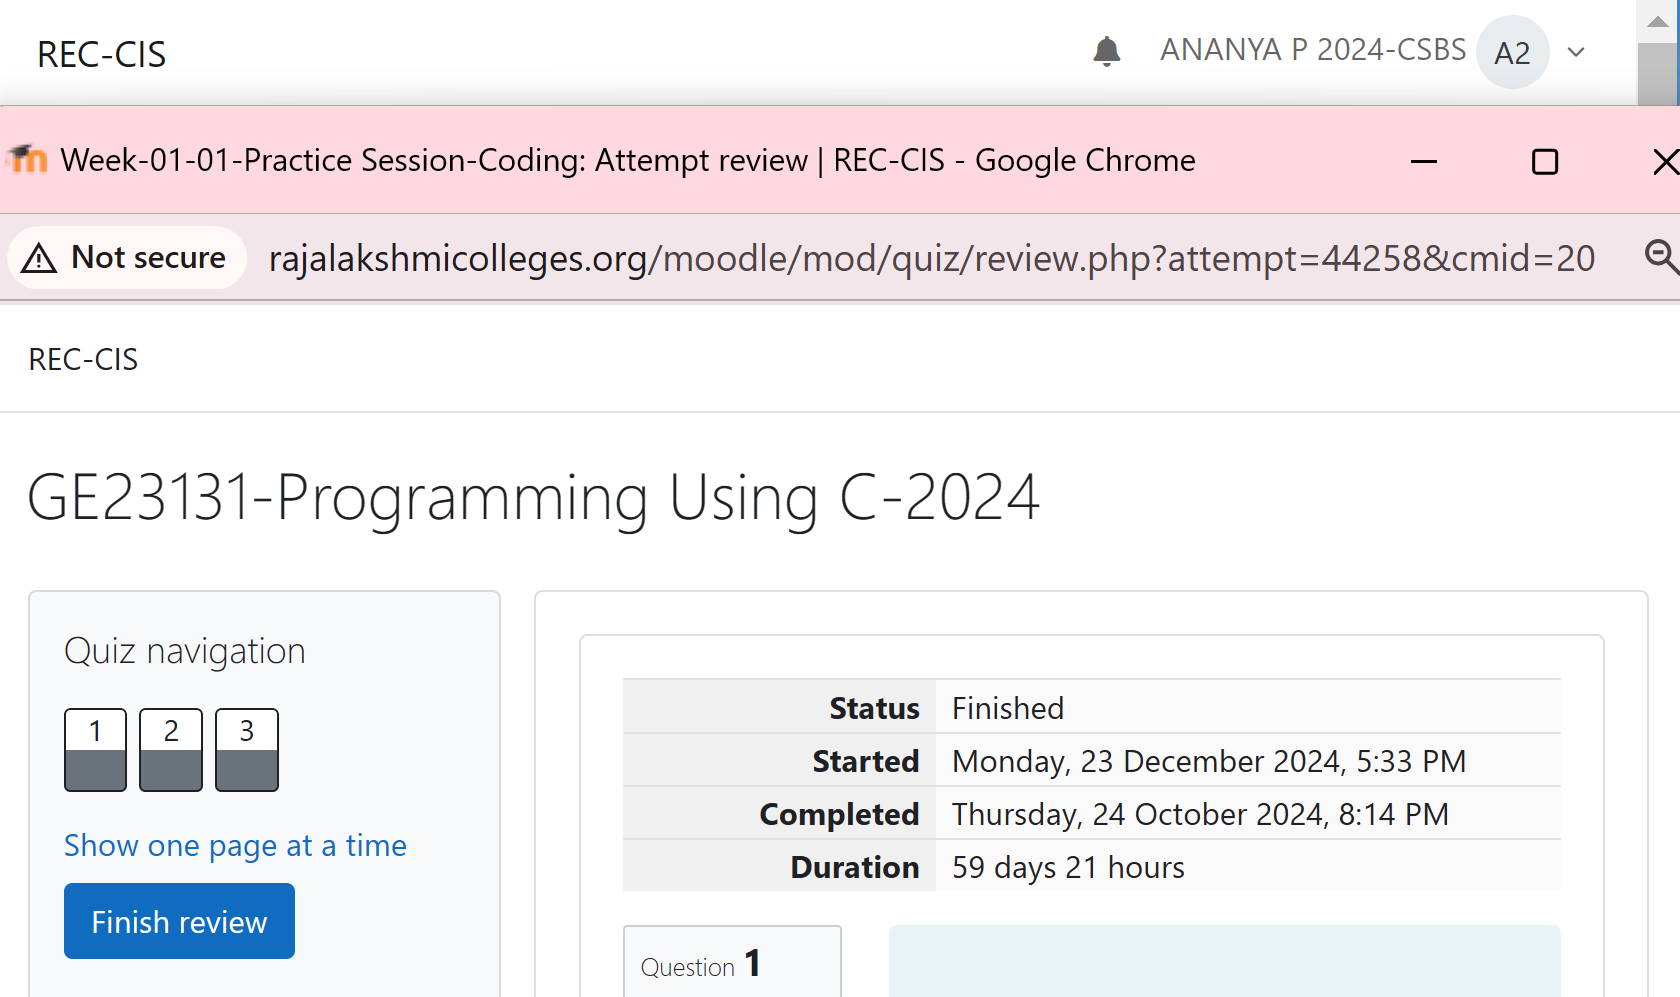 REC-CIS
ANANYA P 2024-CSBS A2
Week-01-01-Practice Session-Coding: Attempt review | REC-CIS - Google Chrome
Not secure rajalakshmicolleges.org/moodle/mod/quiz/review.php?attempt=44258&cmid=20
REC-CIS
GE23131-Programming Using C-2024
Quiz navigation
1 2 3
Show one page at a time
Finish review
Status Finished
Started Monday, 23 December 2024, 5:33 PM
Completed Thursday, 24 October 2024, 8:14 PM
Duration 59 days 21 hours
Question 1